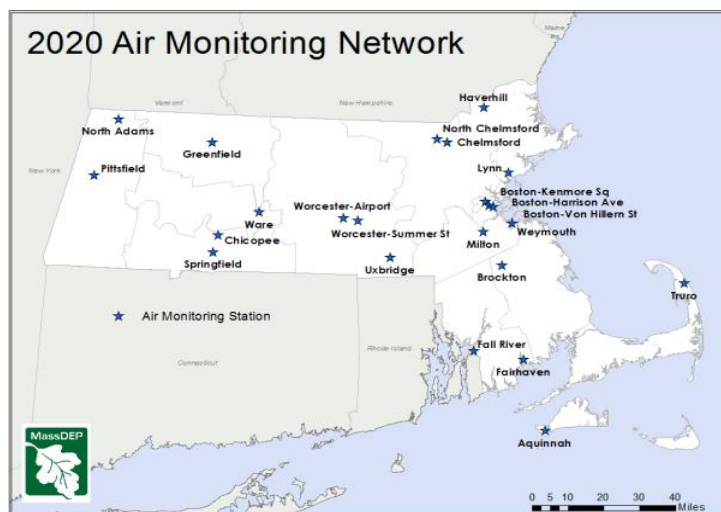 2020 Air Monitoring Network
Maine
Vermont
New Hampshire
Haverhill
North Adams
North Chelmsford
Chelmsford
Greenfield
Lynn
New York
Pittsfield
Boston-Kenmore Sq
Boston-Harrison Ave
Boston-Von Hillern St
Worcester-Airport
Ware
Weymouth
Worcester-Summer St
Milton
Chicopee
Springfield
Uxbridge
Brockton
Truro
Air Monitoring Station
Fall River
Rhode Island
Connecticut
Fairhaven
MassDEP
Aquinnah
0 5 10 20 30 40
Miles